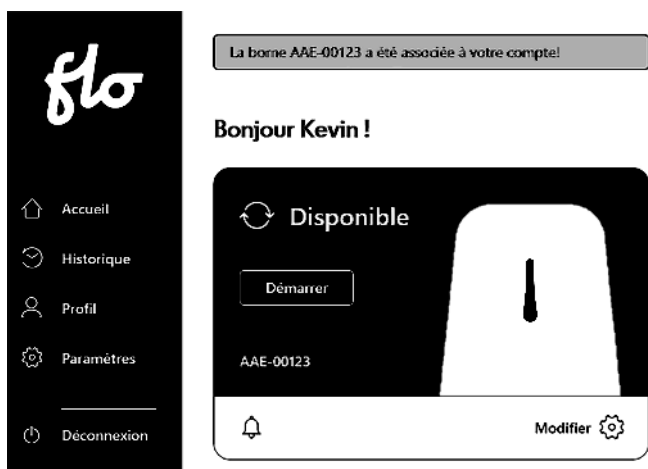 flo
La borne AAE-00123 a été associée à votre compte!
Bonjour Kevin !
Accueil
Historique
Profil
Paramètres
Déconnexion
Disponible
Démarrer
AAE-00123
Modifier